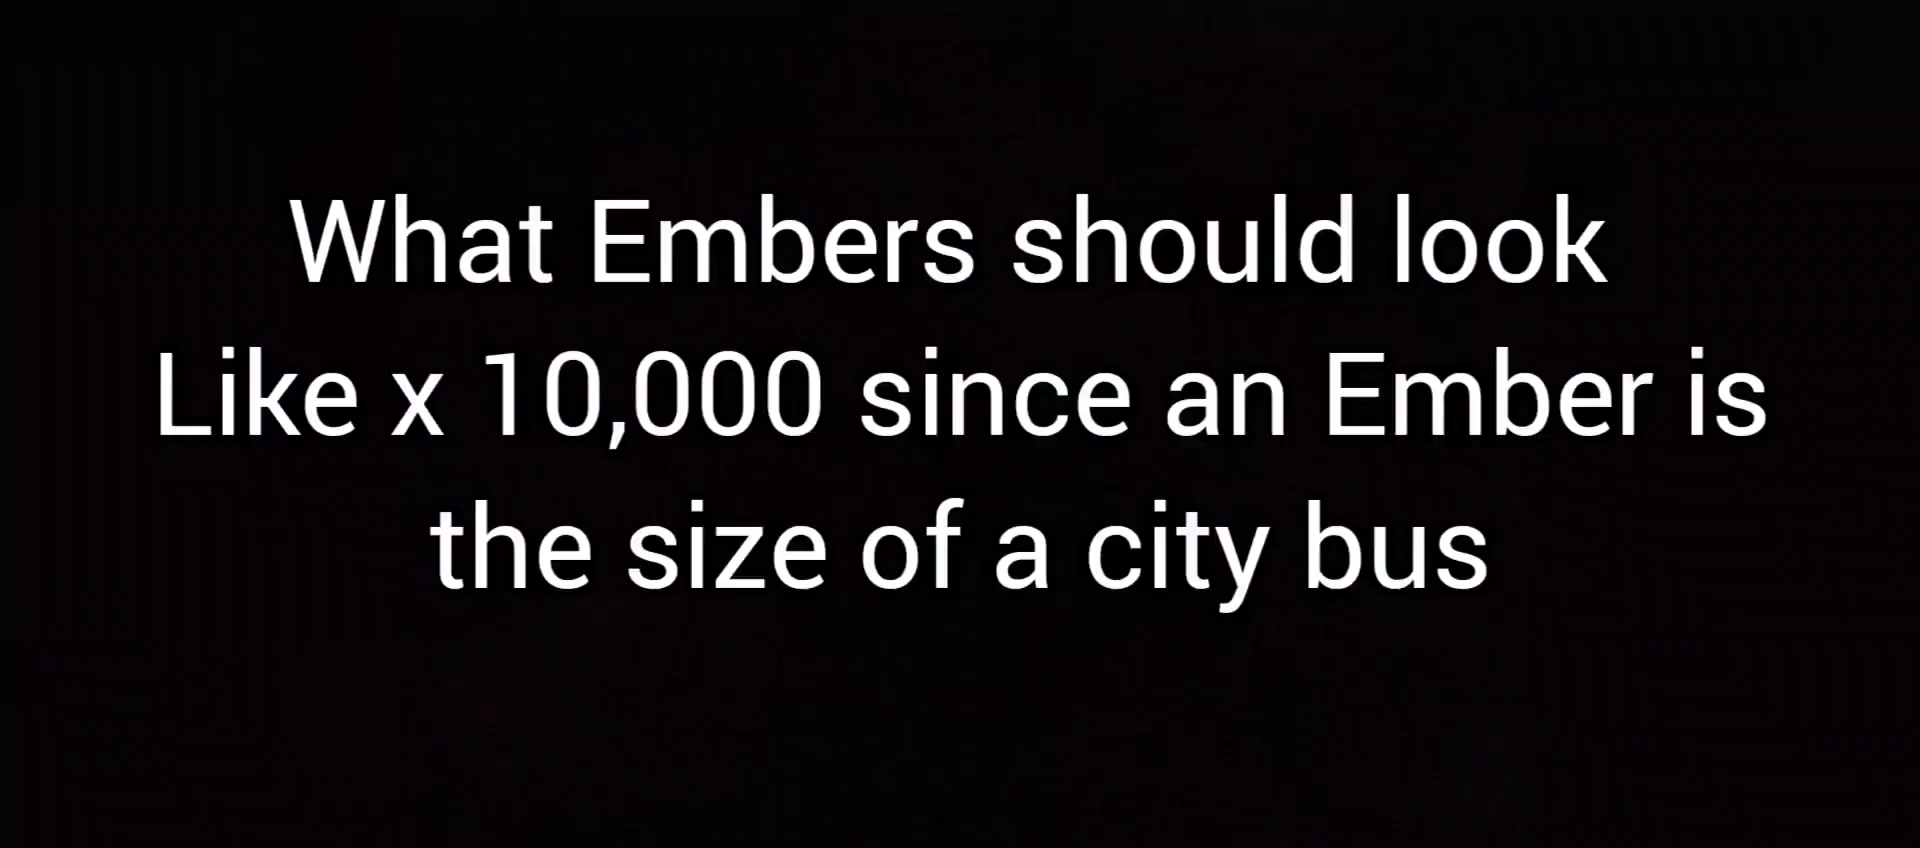 What Embers should look
Like x 10,000 since an Ember is
the size of a city bus